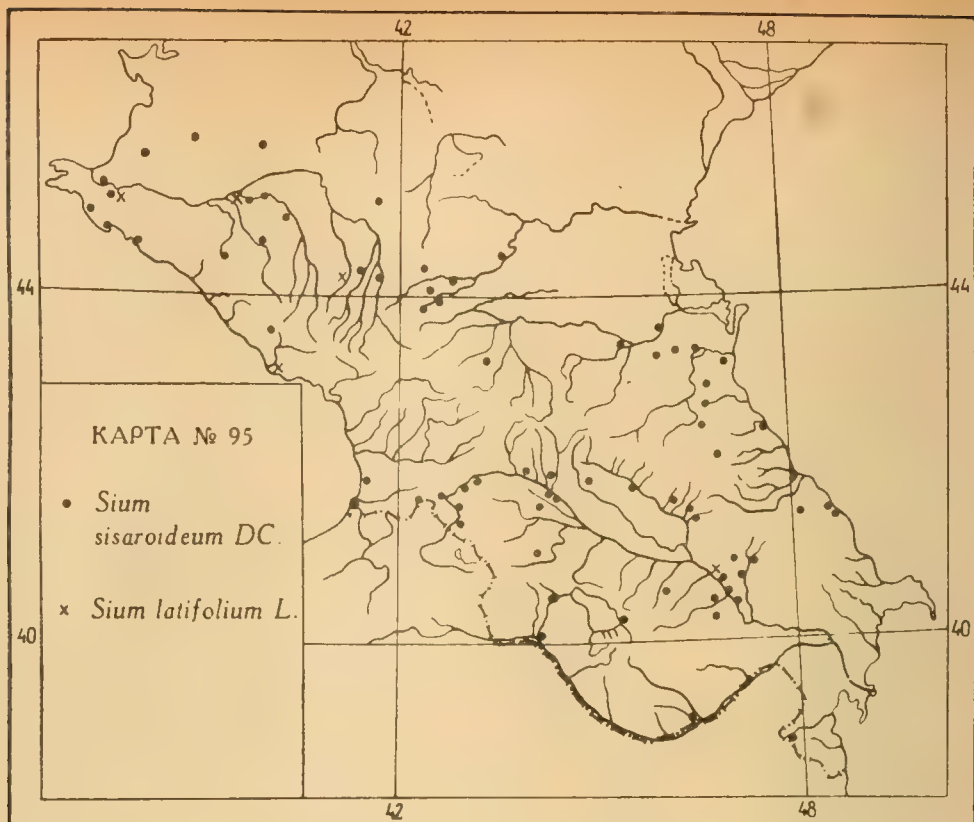 42 48
44 44
КАРТА № 95
• Sium
sisaroideum DC.
× Sium latifolium L.
40 40
42 48